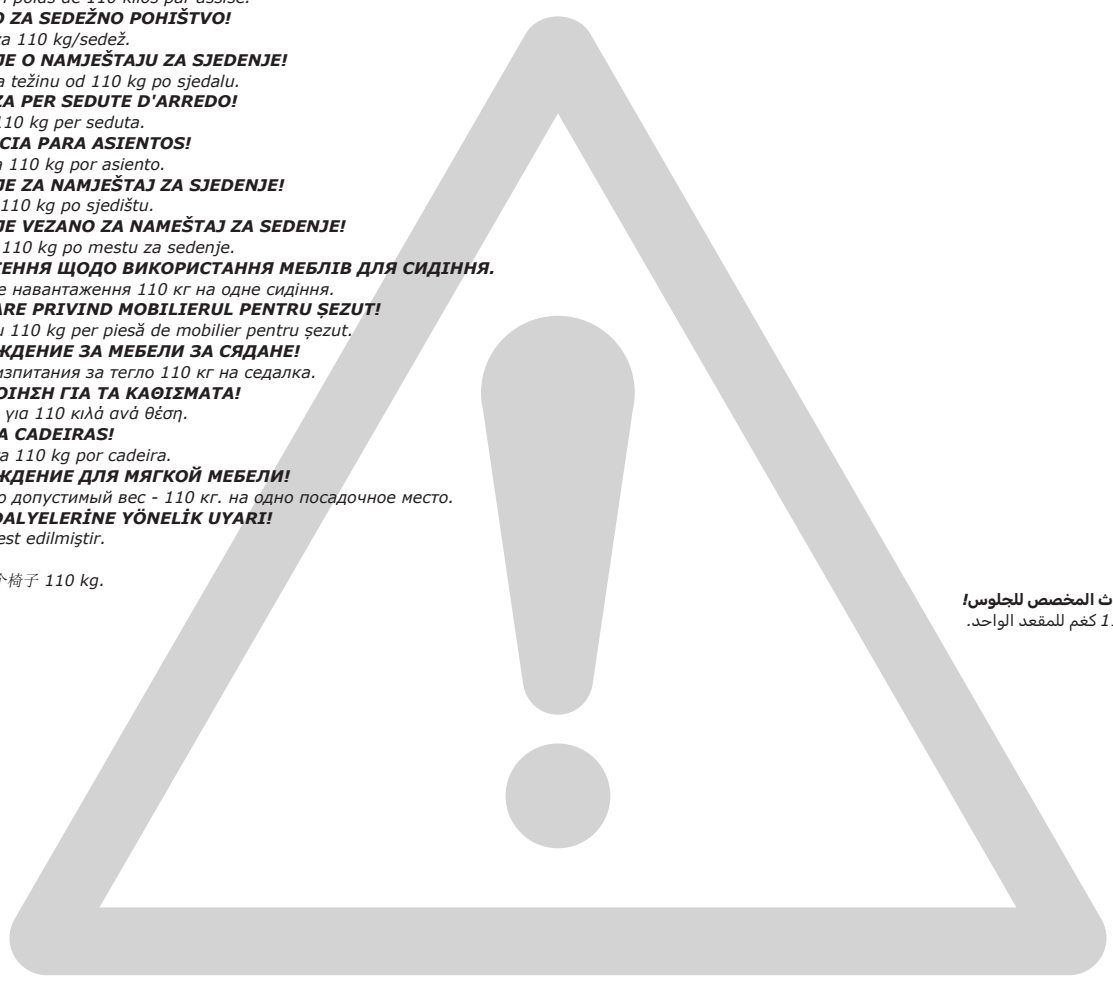 poids de 110 kilos par assise.
ZA SEDEŽNO POHIŠTVO!
za 110 kg/sedež.
JE O NAMJEŠTAJU ZA SJEDENJE!
težinu od 110 kg po sjedalu.
ZA PER SEDUTE D'ARREDO!
110 kg per seduta.
CIA PARA ASIENTOS!
110 kg por asiento.
JE ZA NAMJEŠTAJ ZA SJEDENJE!
110 kg po sjedištu.
JE VEZANO ZA NAMEŠTAJ ZA SEDENJE!
110 kg po mestu za sedenje.
ЕННЯ ЩОДО ВИКОРИСТАННЯ МЕБЛІВ ДЛЯ СИДІННЯ.
е навантаження 110 кг на одне сидіння.
ARE PRIVIND MOBILIERUL PENTRU ȘEZUT!
u 110 kg per piesă de mobilier pentru șezut.
ЖДЕНИЕ ЗА МЕБЕЛИ ЗА СЯДАНЕ!
изпитания за тегло 110 кг на седалка.
ΟΙΗΣΗ ΓΙΑ ΤΑ ΚΑΘΙΣΜΑΤΑ!
για 110 κιλά ανά θέση.
A CADEIRAS!
a 110 kg por cadeira.
ЖДЕНИЕ ДЛЯ МЯГКОЙ МЕБЕЛИ!
о допустимый вес - 110 кг. на одно посадочное место.
DALYELERİNE YÖNELİK UYARI!
est edilmiştir.
个椅子 110 kg.
ث المخصص للجلوس!
كغم للمقعد الواحد.